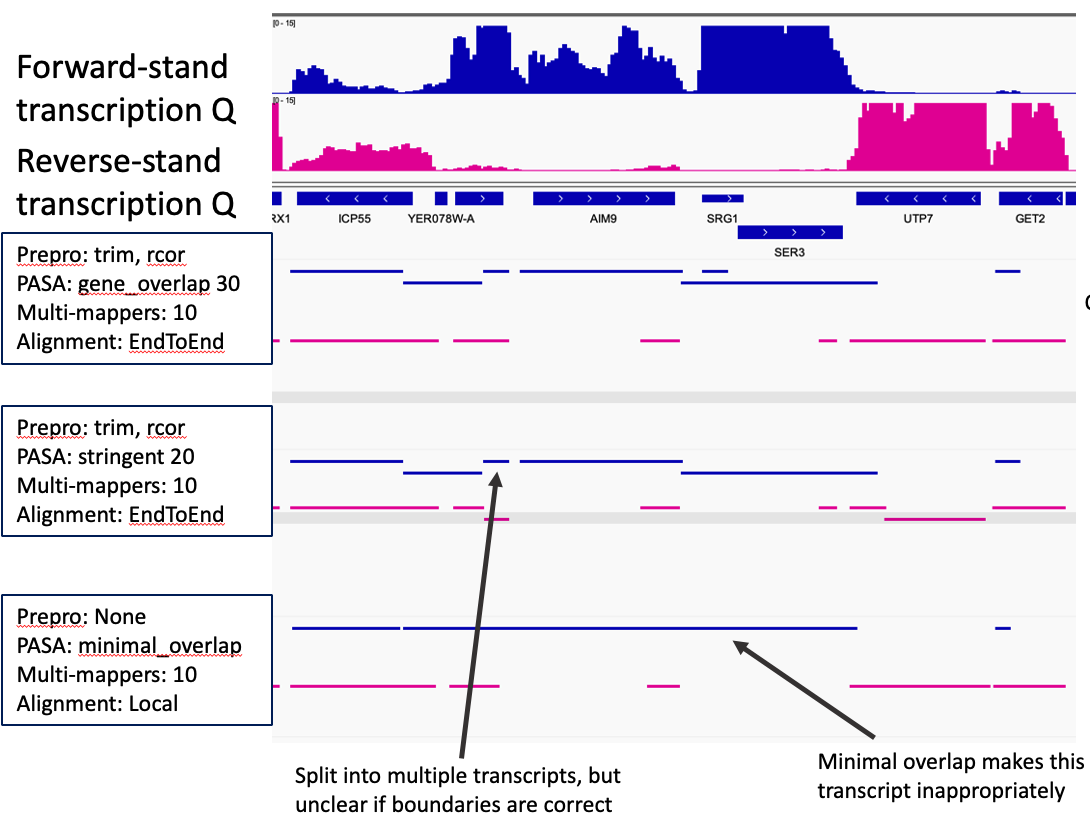 [0 - 15]
Forward-stand
transcription Q
[0 - 15]
Reverse-stand
transcription Q
RX1 ICP55 YER078W-A AIM9 SRG1 UTP7 GET2
SER3
Prepro: trim, rcor
PASA: gene_overlap 30
Multi-mappers: 10
Alignment: EndToEnd
Prepro: trim, rcor
PASA: stringent 20
Multi-mappers: 10
Alignment: EndToEnd
Prepro: None
PASA: minimal_overlap
Multi-mappers: 10
Alignment: Local
Split into multiple transcripts, but
unclear if boundaries are correct
Minimal overlap makes this
transcript inappropriately